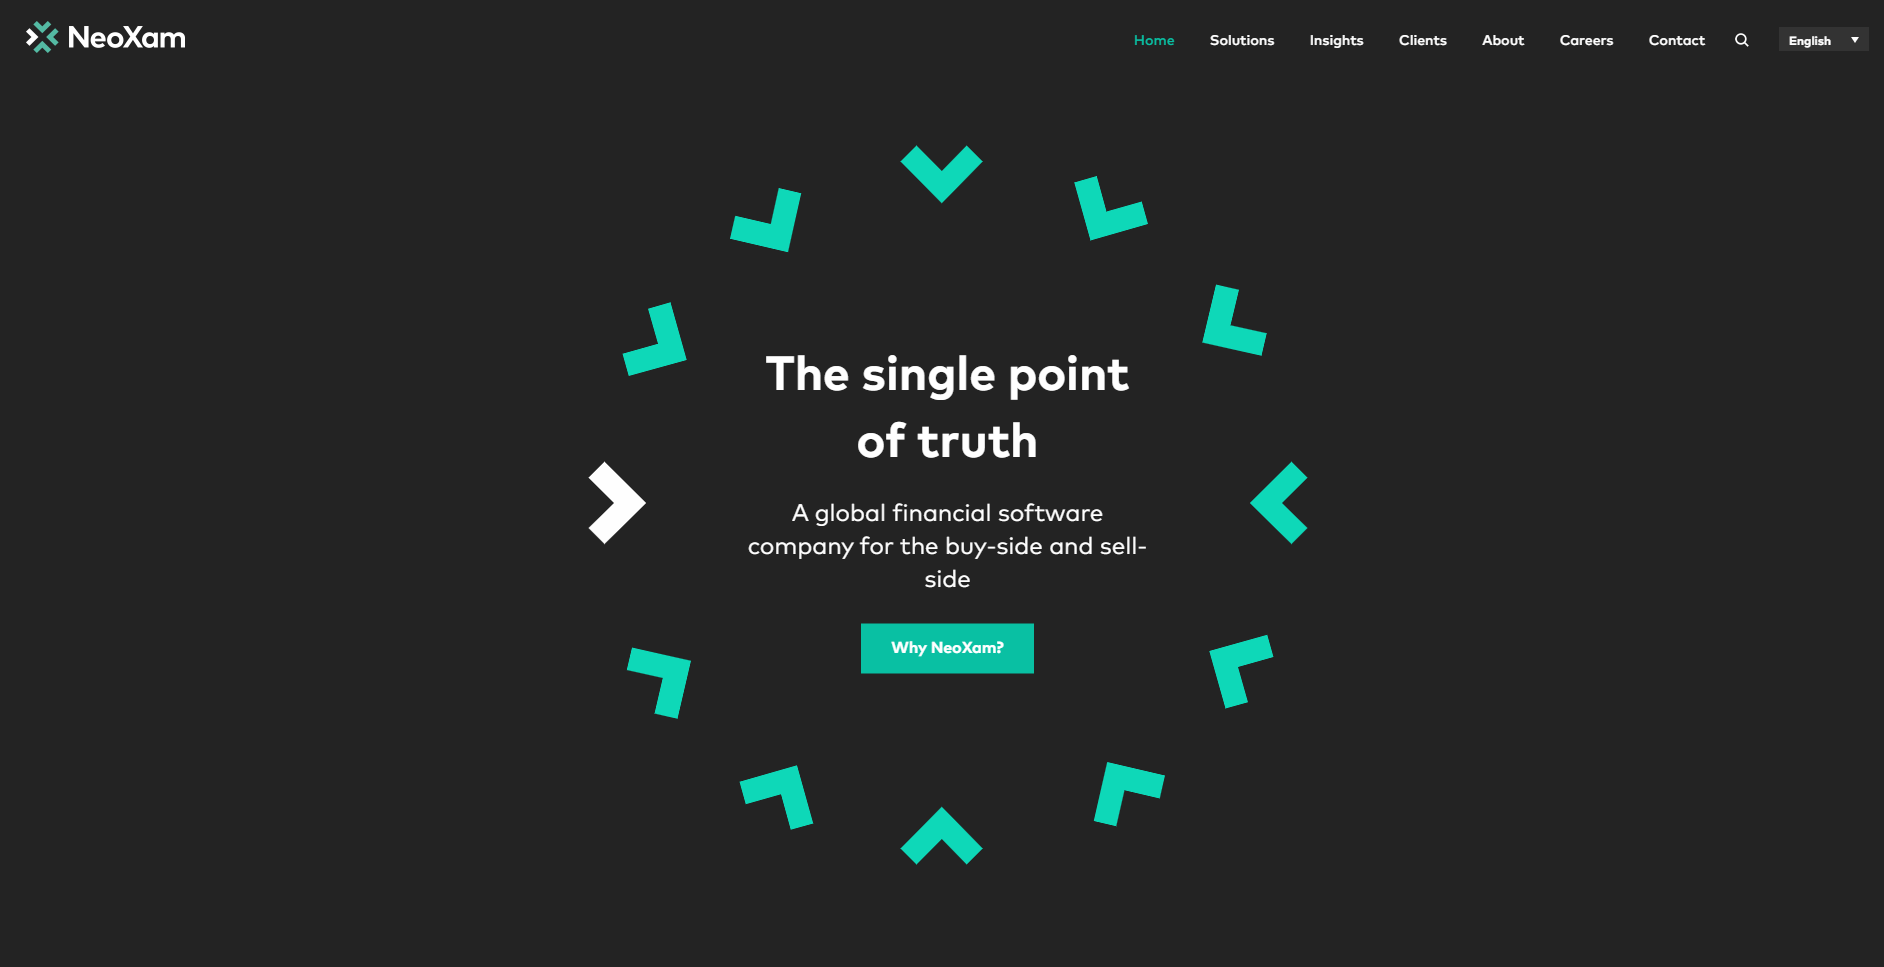 NeoXam
Home Solutions Insights Clients About Careers Contact English
The single point
of truth
A global financial software
company for the buy-side and sell-
side
Why NeoXam?